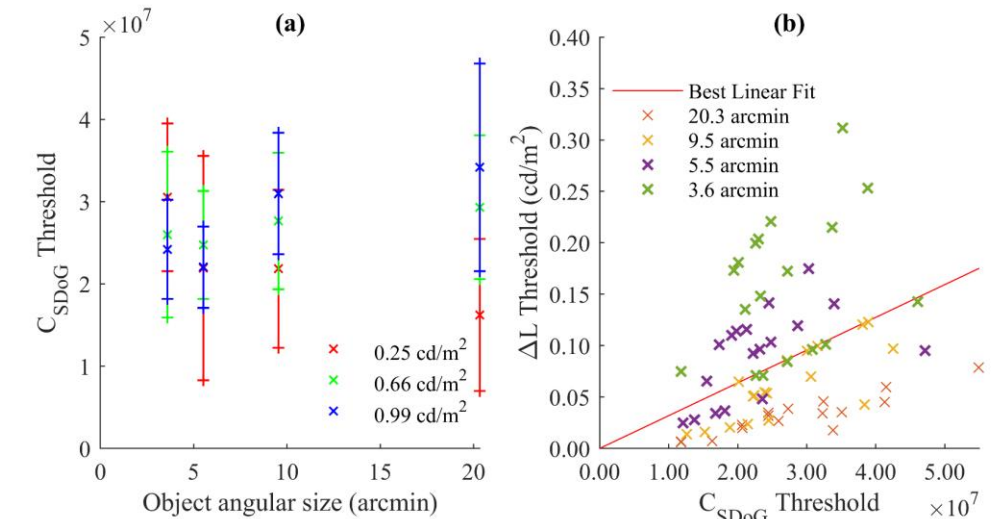 (a)
×10^7
5
4
3
2
1
0
C_SDoG Threshold
0 5 10 15 20
Object angular size (arcmin)
0.25 cd/m^2
0.66 cd/m^2
0.99 cd/m^2
(b)
0.40
0.35
0.30
0.25
0.20
0.15
0.10
0.05
0.00
ΔL Threshold (cd/m^2)
Best Linear Fit
20.3 arcmin
9.5 arcmin
5.5 arcmin
3.6 arcmin
0.00 1.00 2.00 3.00 4.00 5.00
C_SDoG Threshold ×10^7